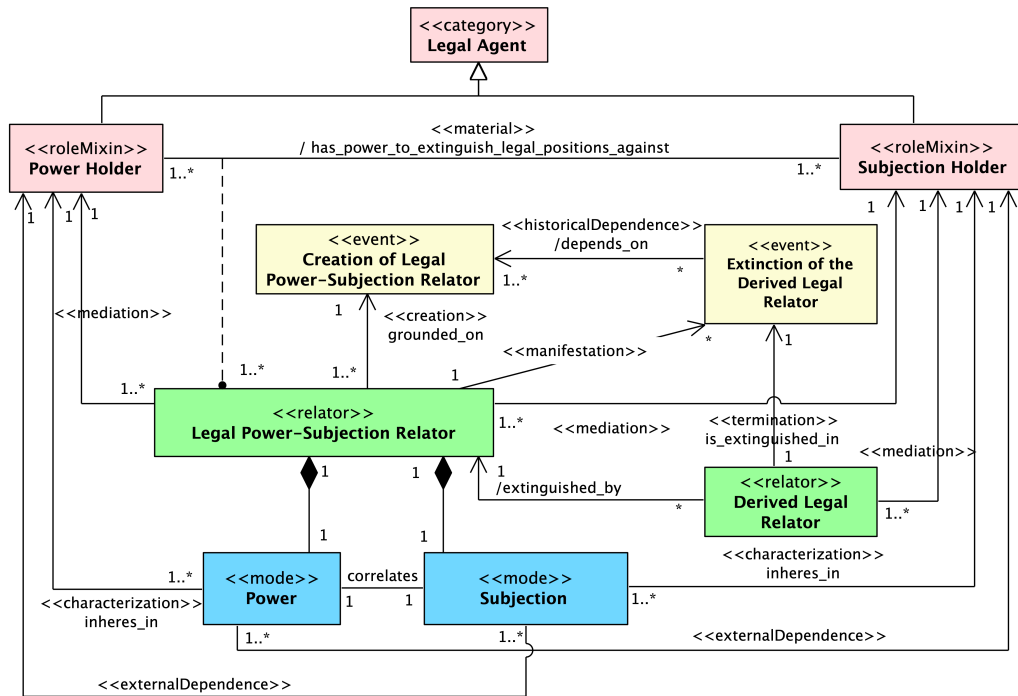 <<category>>
Legal Agent
<<roleMixin>>
Power Holder
<<material>>
/ has_power_to_extinguish_legal_positions_against
<<roleMixin>>
Subjection Holder
1..*
1..*
1
1
1
1
1
1
1
<<event>>
Creation of Legal
Power-Subjection Relator
<<historicalDependence>>
/depends_on
1..*
*
<<event>>
Extinction of the
Derived Legal
Relator
<<mediation>>
1
<<creation>>
grounded_on
*
1
<<manifestation>>
1..*
1..*
1..*
1
<<relator>>
Legal Power-Subjection Relator
1..*
<<mediation>>
<<termination>>
is_extinguished_in
1
<<mediation>>
1
1
1
/extinguished_by
*
<<relator>>
Derived Legal
Relator
1..*
1
1
<<characterization>>
inheres_in
1..*
<<mode>>
Power
correlates
1
1
<<mode>>
Subjection
1..*
<<characterization>>
inheres_in
1..*
1..*
<<externalDependence>>
<<externalDependence>>